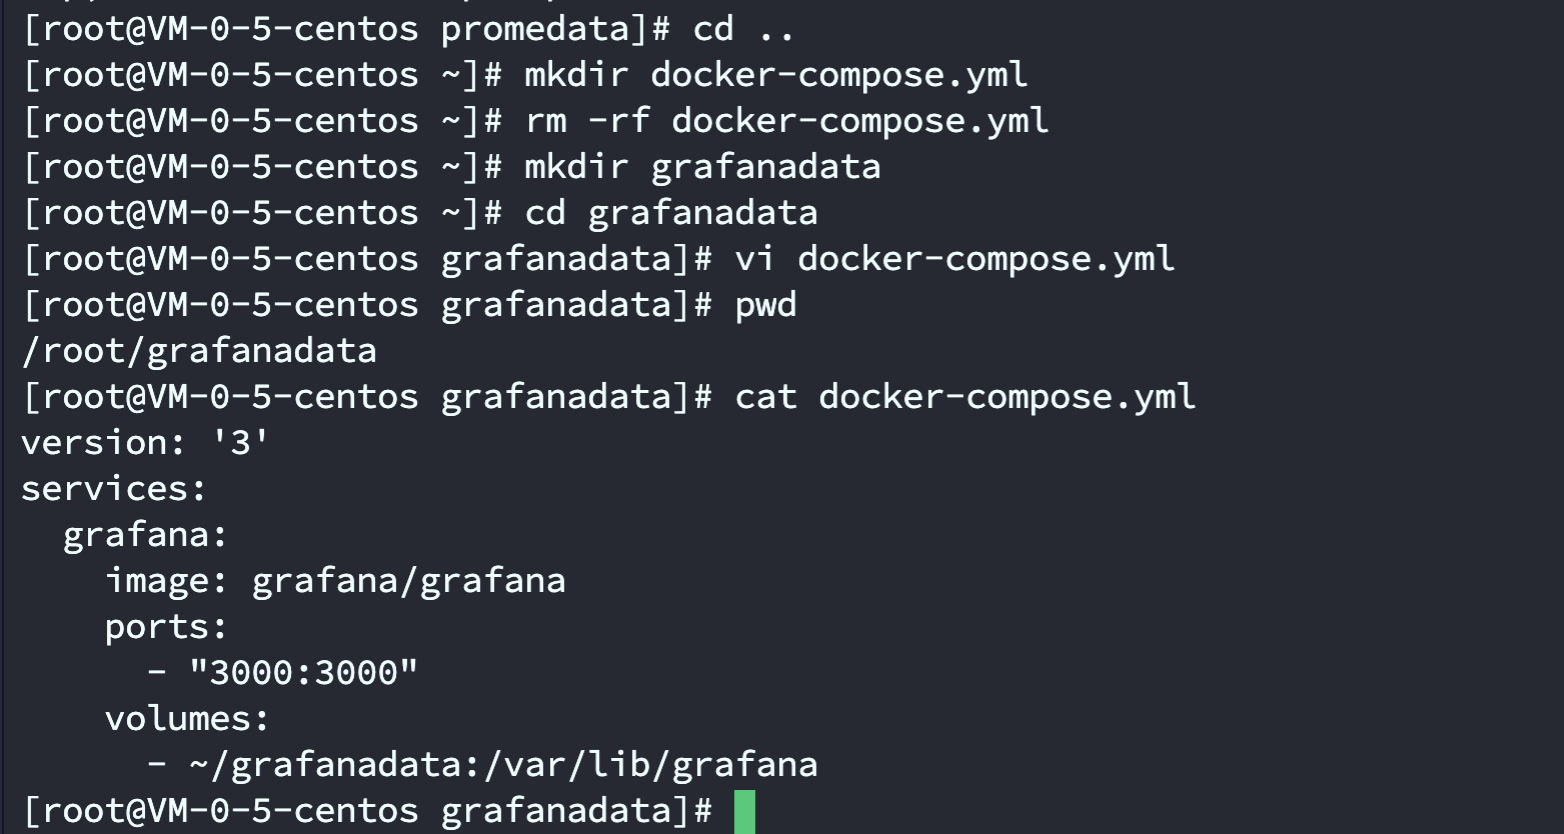 [root@VM-0-5-centos promedata]# cd ..
[root@VM-0-5-centos ~]# mkdir docker-compose.yml
[root@VM-0-5-centos ~]# rm -rf docker-compose.yml
[root@VM-0-5-centos ~]# mkdir grafanadata
[root@VM-0-5-centos ~]# cd grafanadata
[root@VM-0-5-centos grafanadata]# vi docker-compose.yml
[root@VM-0-5-centos grafanadata]# pwd
/root/grafanadata
[root@VM-0-5-centos grafanadata]# cat docker-compose.yml
version: '3'
services:
  grafana:
    image: grafana/grafana
    ports:
      - "3000:3000"
    volumes:
      - ~/grafanadata:/var/lib/grafana
[root@VM-0-5-centos grafanadata]#